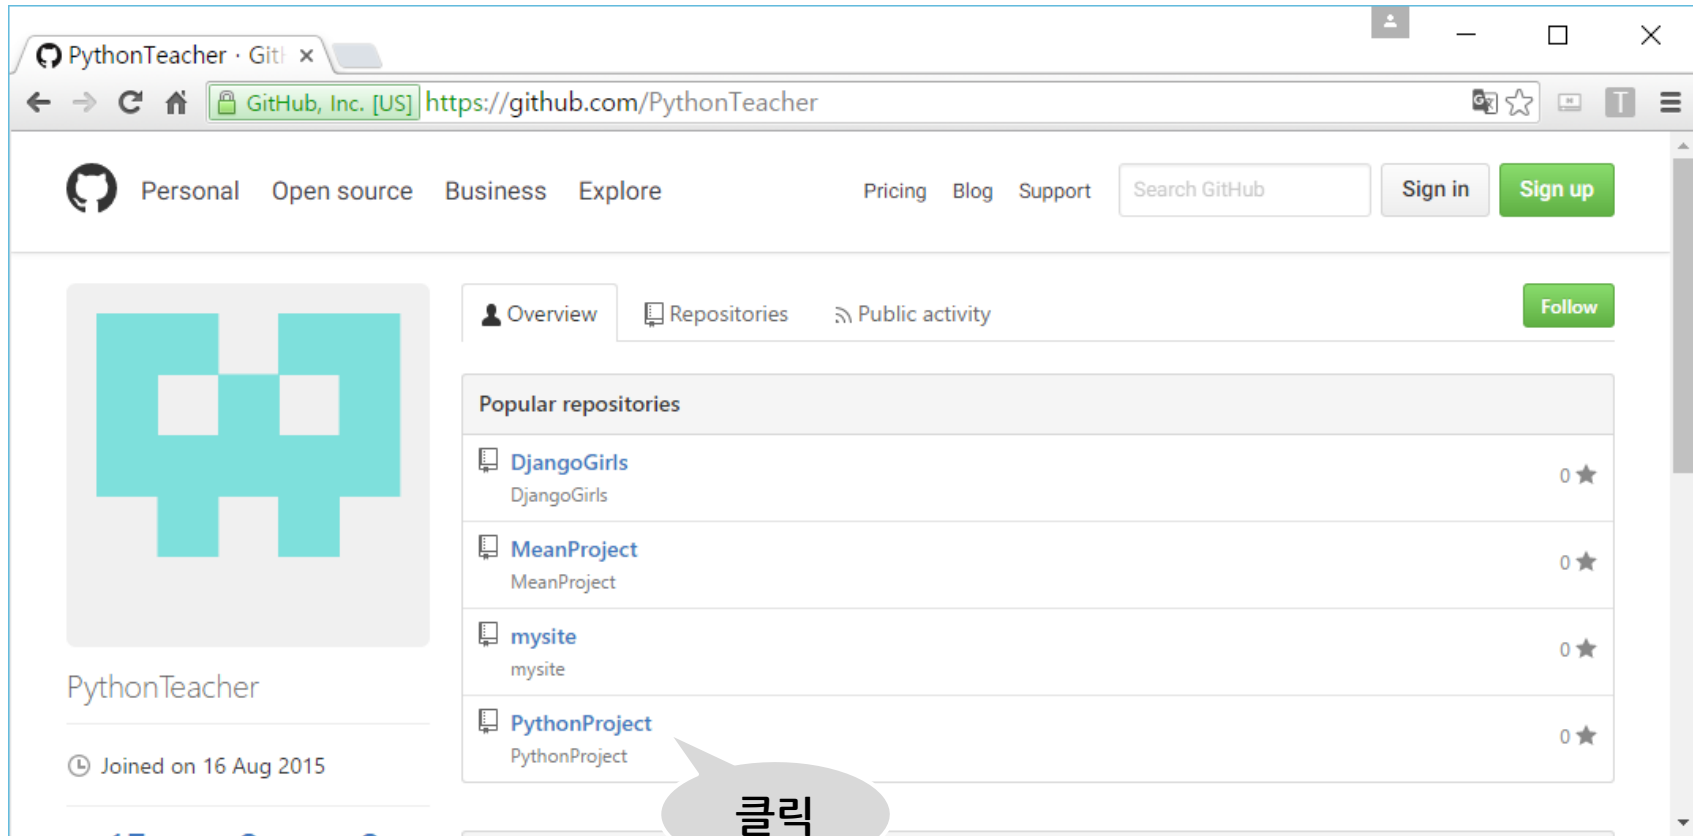 PythonTeacher · Git
GitHub, Inc. [US] https://github.com/PythonTeacher
T
Personal Open source Business Explore Pricing Blog Support Search GitHub Sign in Sign up
Overview Repositories Public activity Follow
Popular repositories
DjangoGirls
DjangoGirls
0
MeanProject
MeanProject
0
mysite
mysite
0
PythonProject
PythonProject
0
PythonTeacher
Joined on 16 Aug 2015
클릭